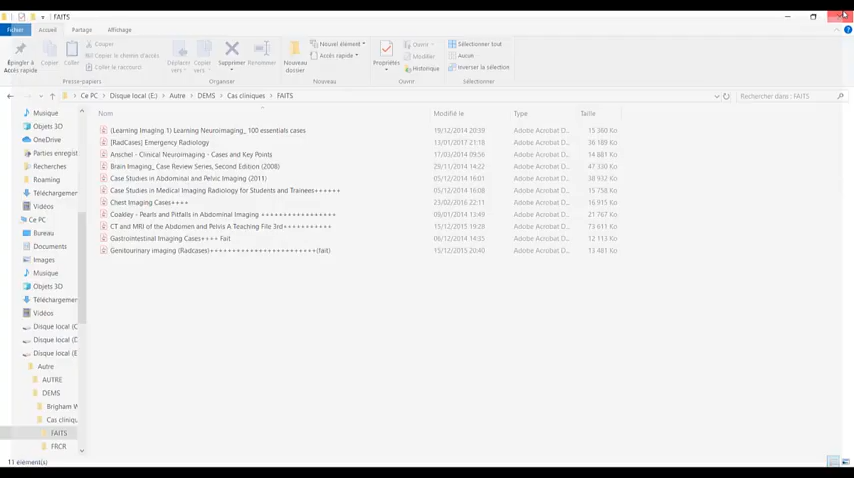 FAITS
Fichier Accueil Partage Affichage
Épingler à Accès rapide
Copier
Coller
Couper
Copier le chemin d'accès
Coller le raccourci
Presse-papiers
Déplacer vers
Copier vers
Supprimer
Renommer
Organiser
Nouveau dossier
Nouvel élément
Accès rapide
Nouveau
Propriétés
Ouvrir
Modifier
Historique
Ouvrir
Sélectionner tout
Aucun
Inverser la sélection
Sélectionner
Ce PC > Disque local (E:) > Autre > DEMS > Cas cliniques > FAITS
Rechercher dans : FAITS
Nom Modifié le Type Taille
(Learning Imaging 1) Learning Neuroimaging_ 100 essentials cases 19/12/2014 20:39 Adobe Acrobat D... 15 360 Ko
[RadCases] Emergency Radiology 13/01/2017 21:18 Adobe Acrobat D... 36 189 Ko
Anschel - Clinical Neuroimaging - Cases and Key Points 17/03/2014 09:56 Adobe Acrobat D... 14 881 Ko
Brain Imaging_ Case Review Series, Second Edition (2008) 29/11/2014 14:22 Adobe Acrobat D... 47 330 Ko
Case Studies in Abdominal and Pelvic Imaging (2011) 05/12/2014 16:01 Adobe Acrobat D... 38 932 Ko
Case Studies in Medical Imaging Radiology for Students and Trainees++++++ 05/12/2014 16:08 Adobe Acrobat D... 15 758 Ko
Chest Imaging Cases++++ 23/02/2016 22:11 Adobe Acrobat D... 16 915 Ko
Coakley - Pearls and Pitfalls in Abdominal Imaging +++++++++++++++++ 09/01/2014 13:49 Adobe Acrobat D... 21 767 Ko
CT and MRI of the Abdomen and Pelvis A Teaching File 3rd+++++++++++ 15/12/2015 19:28 Adobe Acrobat D... 73 611 Ko
Gastrointestinal Imaging Cases++++ Fait 06/12/2014 14:35 Adobe Acrobat D... 12 113 Ko
Genitourinary imaging (Radcases)++++++++++++++++++++++++(fait) 15/12/2015 20:40 Adobe Acrobat D... 13 481 Ko
Musique
Objets 3D
OneDrive
Parties enregist
Recherches
Roaming
Téléchargemen
Vidéos
Ce PC
Bureau
Documents
Images
Musique
Objets 3D
Téléchargemen
Vidéos
Disque local (C
Disque local (D
Disque local (E
Autre
AUTRE
DEMS
Brigham W
Cas cliniqu
FAITS
FRCR
11 élément(s)